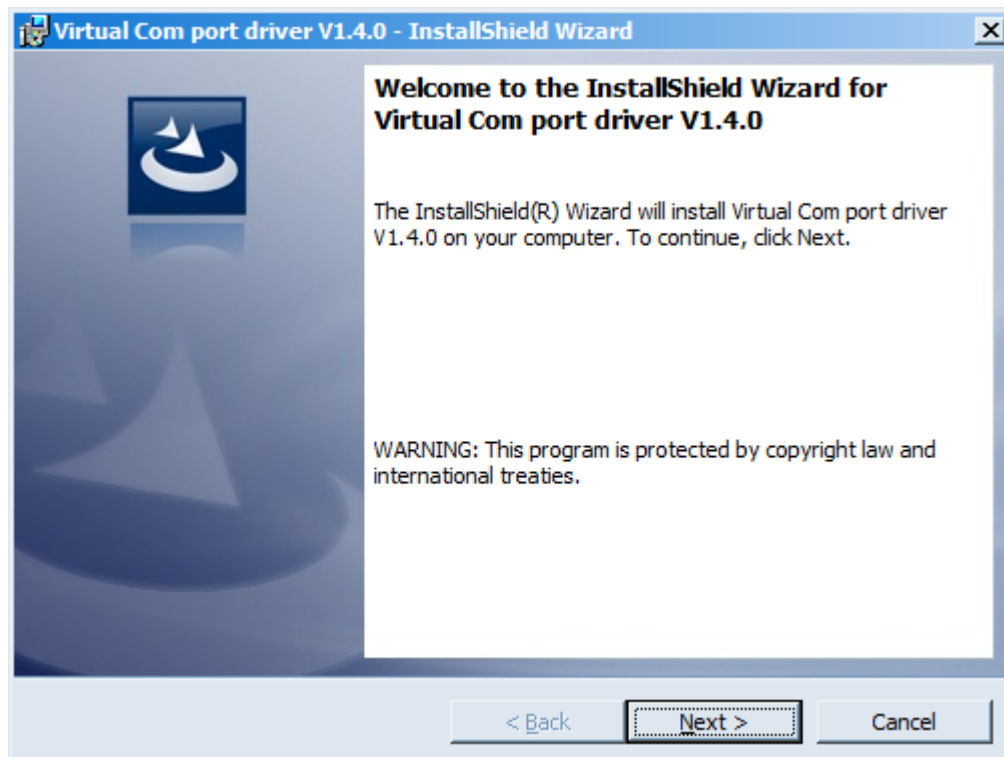 Virtual Com port driver V1.4.0 - InstallShield Wizard
Welcome to the InstallShield Wizard for
Virtual Com port driver V1.4.0
The InstallShield(R) Wizard will install Virtual Com port driver
V1.4.0 on your computer. To continue, click Next.
WARNING: This program is protected by copyright law and
international treaties.
< Back
Next >
Cancel